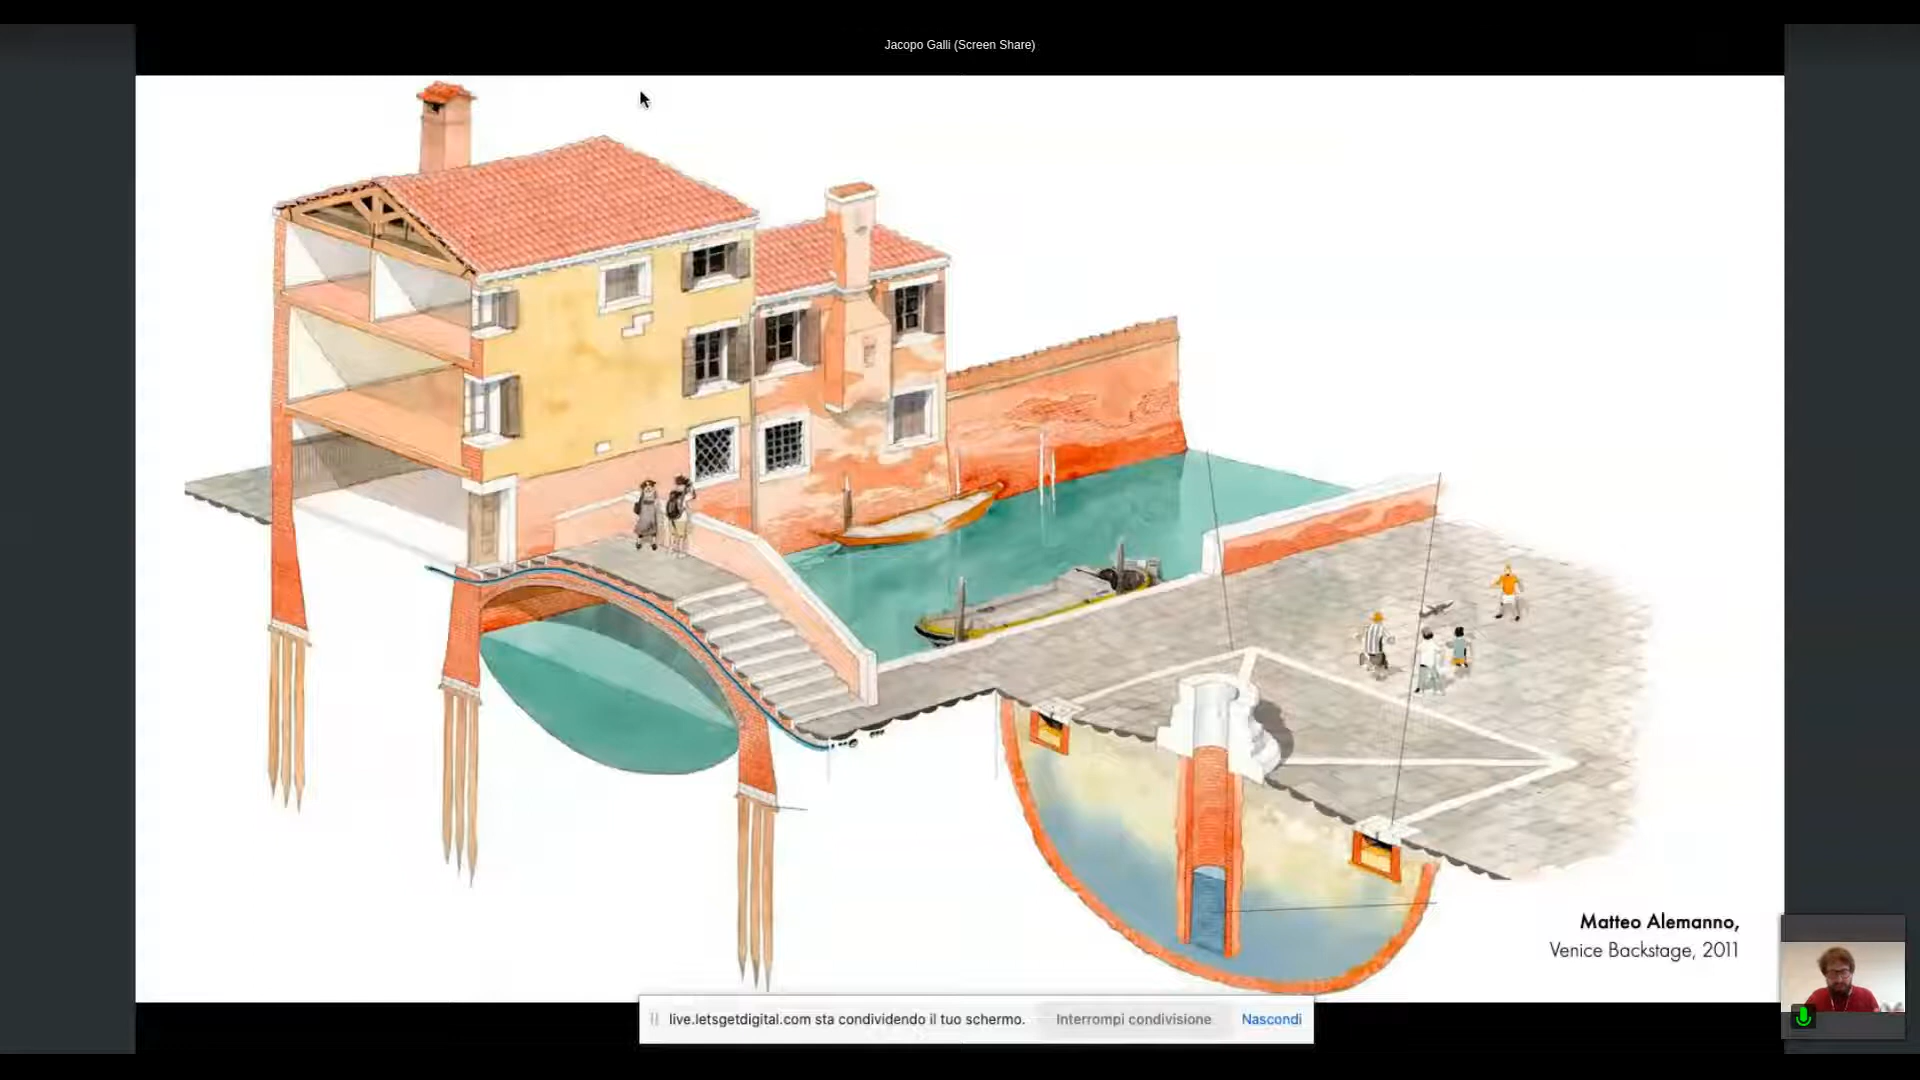 Jacopo Galli (Screen Share)
Matteo Alemanno,
Venice Backstage, 2011
live.letsgetdigital.com sta condividendo il tuo schermo.
Interrompi condivisione
Nascondi